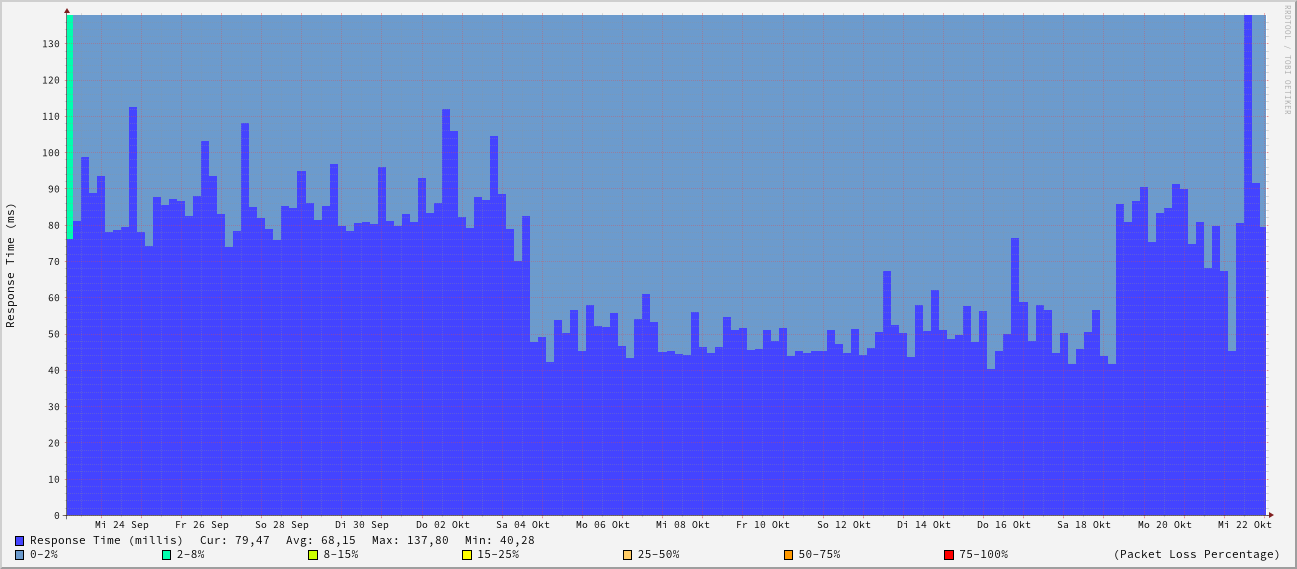 RRDTOOL / TOBI OETIKER
Response Time (ms)
130
120
110
100
90
80
70
60
50
40
30
20
10
0
Mi 24 Sep Fr 26 Sep So 28 Sep Di 30 Sep Do 02 Okt Sa 04 Okt Mo 06 Okt Mi 08 Okt Fr 10 Okt So 12 Okt Di 14 Okt Do 16 Okt Sa 18 Okt Mo 20 Okt Mi 22 Okt
Response Time (millis) Cur: 79,47 Avg: 68,15 Max: 137,80 Min: 40,28
0-2% 2-8% 8-15% 15-25% 25-50% 50-75% 75-100% (Packet Loss Percentage)